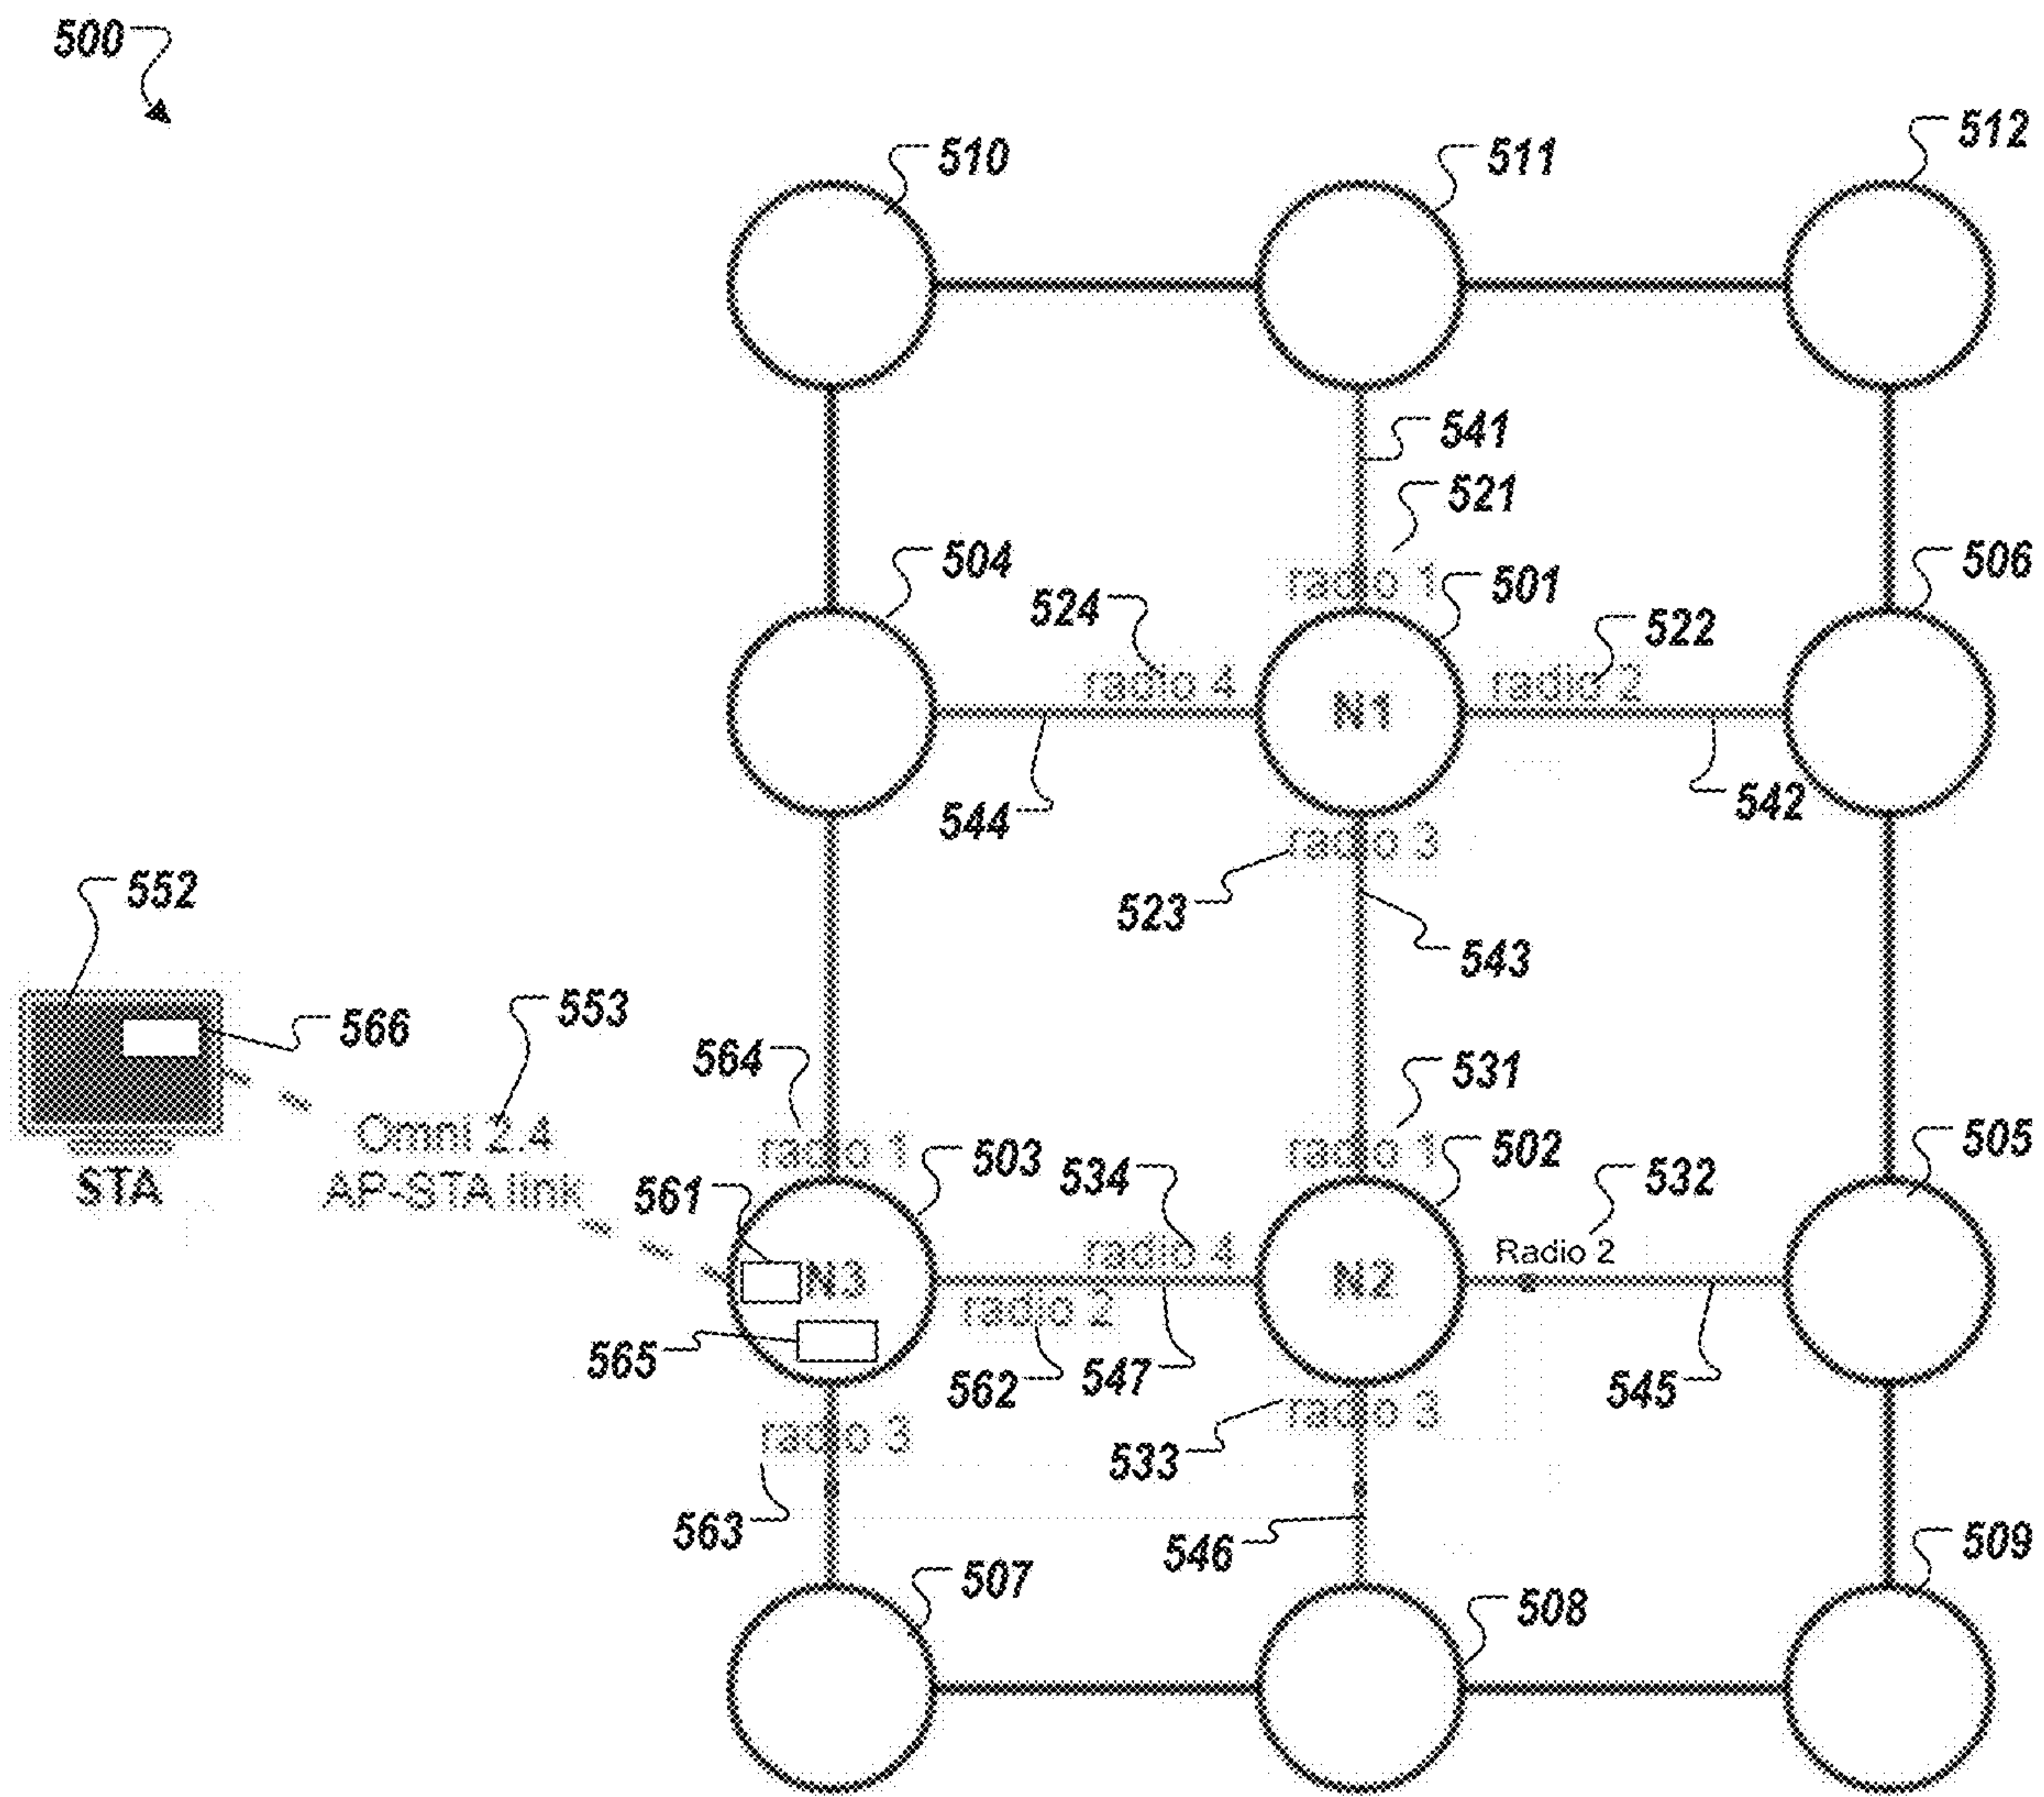 500
510
511
512
541
521
radio 1
504
524
501
522
506
radio 4
radio 2
N1
544
542
radio 3
523
543
552
566
553
564
531
Omni 2.4
AP-STA link
STA
radio 1
radio 1
503
534
502
532
505
561
radio 4
Radio 2
N3
N2
radio 2
565
562
547
545
radio 3
radio 3
533
563
546
507
508
509